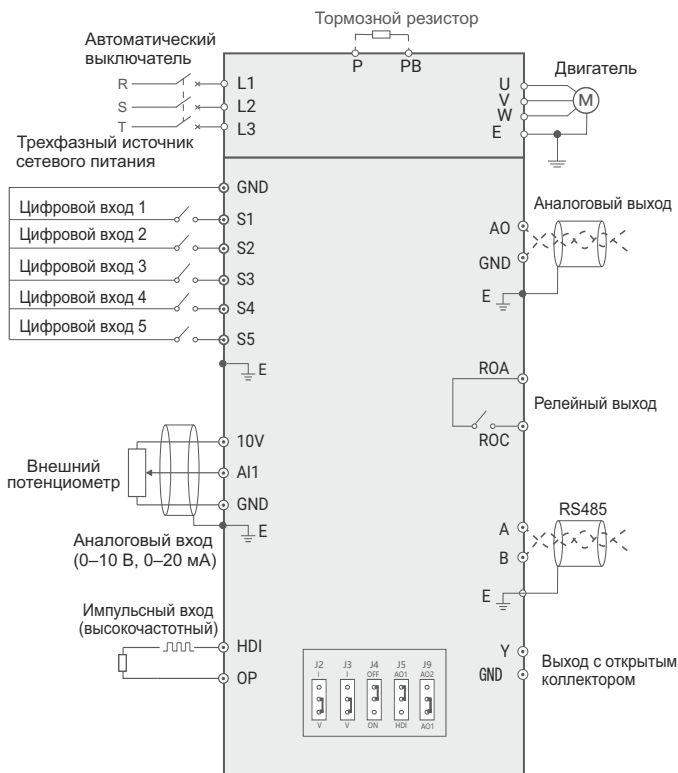 Тормозной резистор
Автоматический
выключатель
P PB
Двигатель
R L1
S L2
T L3
U
V
W
E
M
Трехфазный источник
сетевого питания
GND
Цифровой вход 1 S1
Цифровой вход 2 S2
Цифровой вход 3 S3
Цифровой вход 4 S4
Цифровой вход 5 S5
E
Аналоговый выход
AO
GND
E
ROA
Релейный выход
ROC
10V
Внешний
потенциометр
AI1
GND
E
Аналоговый вход
(0–10 В, 0–20 мА)
RS485
A
B
E
Импульсный вход
(высокочастотный)
HDI
OP
J2 J3 J4 J5 J9
I I OFF AO1 AO2
V V ON HDI AO1
Y
GND
Выход с открытым
коллектором